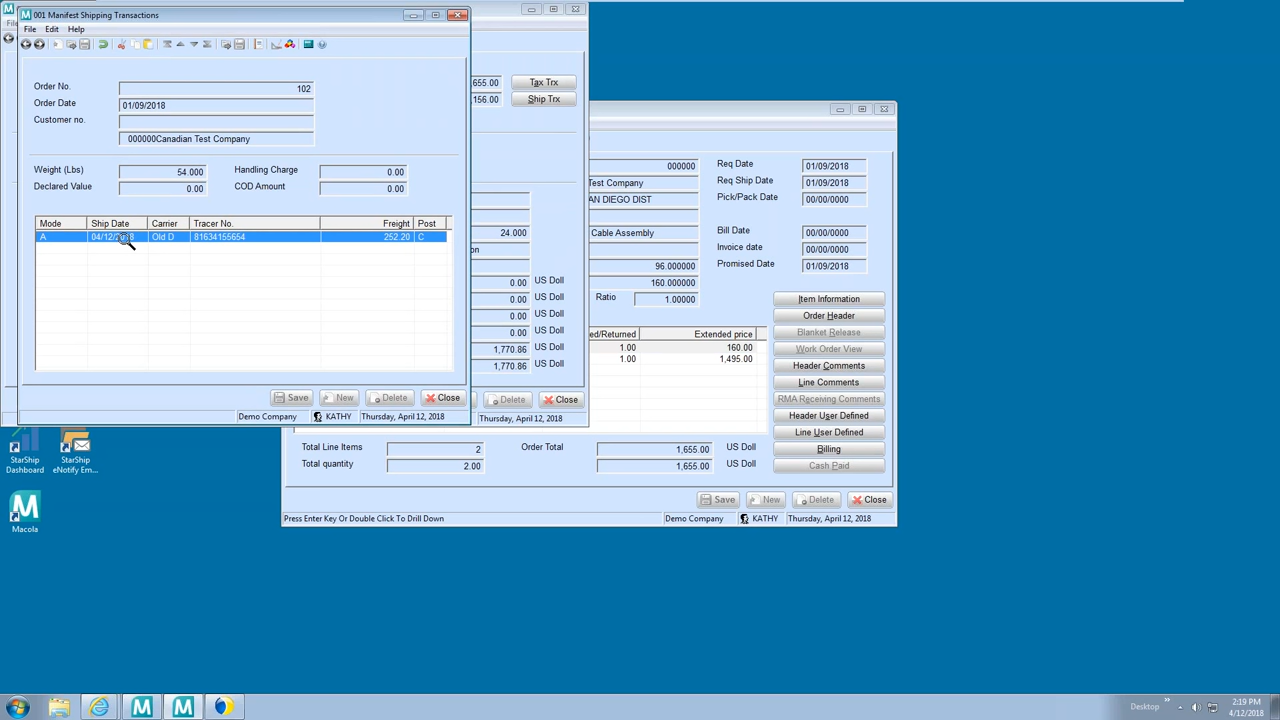 001 Manifest Shipping Transactions
File Edit Help
Order No. 102
Order Date 01/09/2018
Customer no.
000000Canadian Test Company
Weight (Lbs) 54.000 Handling Charge 0.00
Declared Value 0.00 COD Amount 0.00
Mode Ship Date Carrier Tracer No. Freight Post
A 04/12/2018 Old D 81634155654 252.20 C
Save New Delete Close
Demo Company KATHY Thursday, April 12, 2018
655.00 Tax Trx
156.00 Ship Trx
24.000
on
0.00 US Doll
0.00 US Doll
0.00 US Doll
0.00 US Doll
1,770.86 US Doll
1,770.86 US Doll
Delete Close
Thursday, April 12, 2018
000000 Req Date 01/09/2018
Test Company Req Ship Date 01/09/2018
AN DIEGO DIST Pick/Pack Date 00/00/0000
Cable Assembly Bill Date 00/00/0000
Invoice date 00/00/0000
96.000000 Promised Date 01/09/2018
160.000000
Ratio 1.00000
Item Information
Order Header
Blanket Release
Work Order View
Header Comments
Line Comments
RMA Receiving Comments
Header User Defined
Line User Defined
Billing
Cash Paid
ed/Returned Extended price
1.00 160.00
1.00 1,495.00
Total Line Items 2 Order Total 1,655.00 US Doll
Total quantity 2.00 1,655.00 US Doll
Save New Delete Close
Press Enter Key Or Double Click To Drill Down Demo Company KATHY Thursday, April 12, 2018
StarShip Dashboard
StarShip eNotify Em...
Macola
Desktop 2:19 PM
4/12/2018